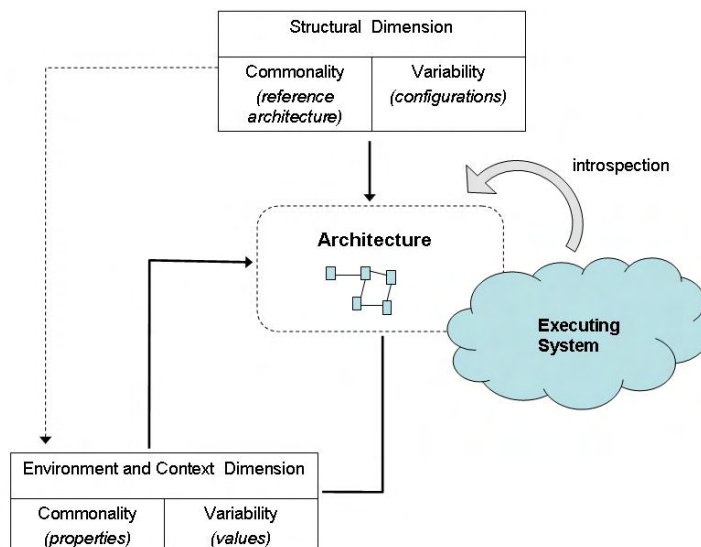 Structural Dimension
Commonality
(reference
architecture)
Variability
(configurations)
introspection
Architecture
Executing
System
Environment and Context Dimension
Commonality
(properties)
Variability
(values)